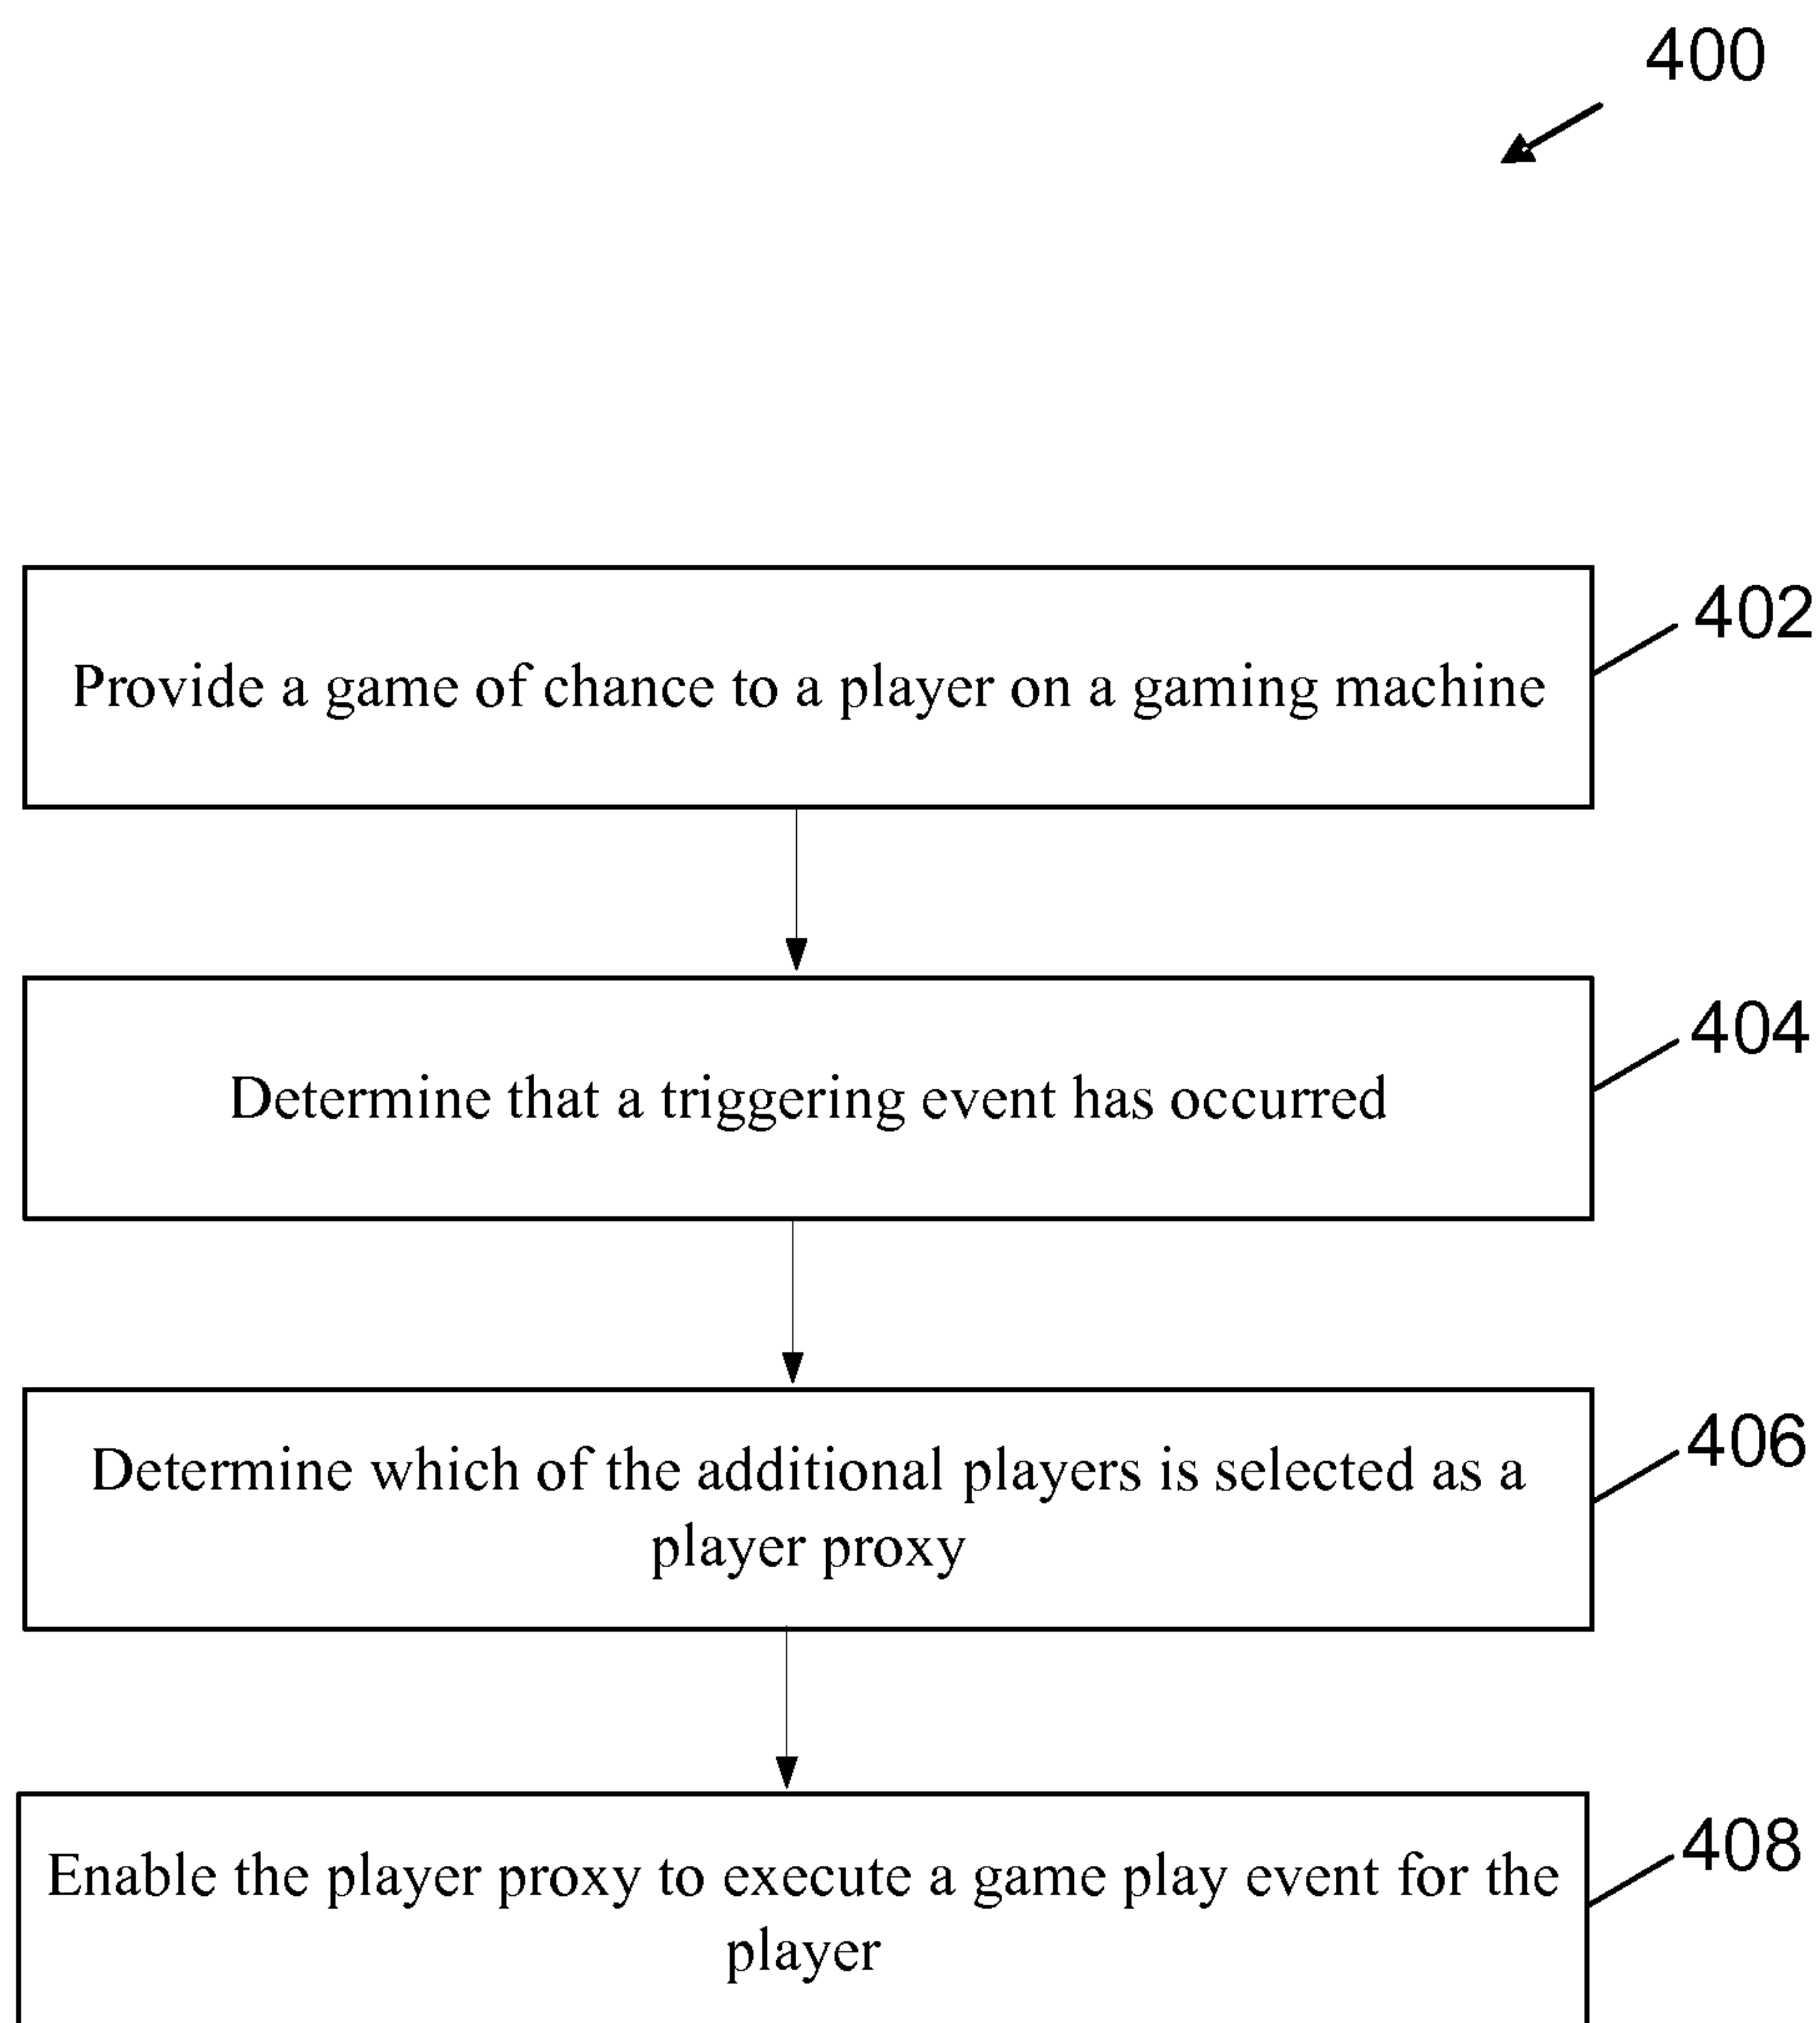 400
Provide a game of chance to a player on a gaming machine
402
Determine that a triggering event has occurred
404
Determine which of the additional players is selected as a
player proxy
406
Enable the player proxy to execute a game play event for the
player
408